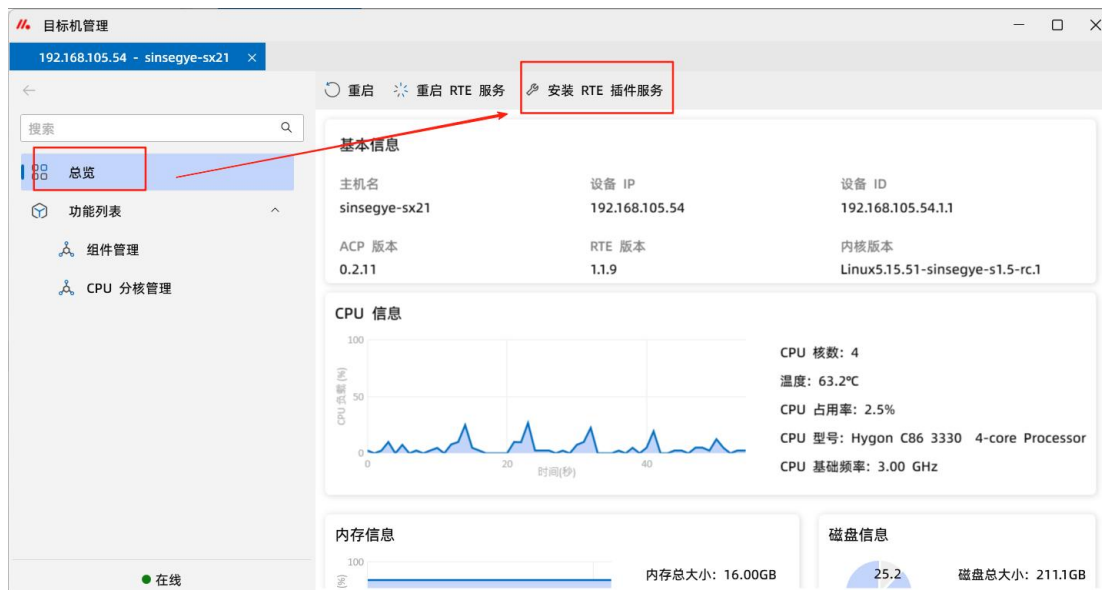 目标机管理
192.168.105.54 - sinsegye-sx21
重启 重启 RTE 服务 安装 RTE 插件服务
搜索
总览
功能列表
组件管理
CPU 分核管理
在线
基本信息
主机名 设备 IP 设备 ID
sinsegye-sx21 192.168.105.54 192.168.105.54.1.1
ACP 版本 RTE 版本 内核版本
0.2.11 1.1.9 Linux5.15.51-sinsegye-s1.5-rc.1
CPU 信息
100
50
0
CPU 负载 (%)
0 20 40
时间(秒)
CPU 核数: 4
温度: 63.2℃
CPU 占用率: 2.5%
CPU 型号: Hygon C86 3330 4-core Processor
CPU 基础频率: 3.00 GHz
内存信息
100
(%)
内存总大小: 16.00GB
磁盘信息
25.2
磁盘总大小: 211.1GB